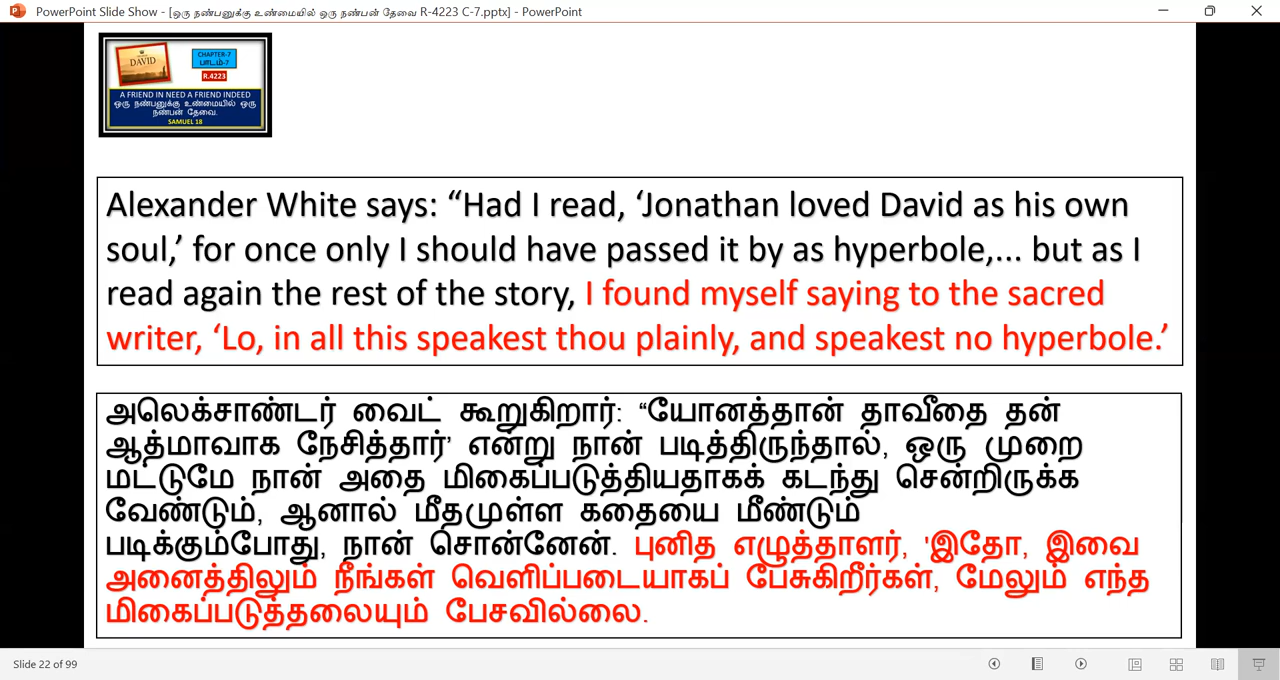 PowerPoint Slide Show - [ஒரு நண்பனுக்கு உண்மையில் ஒரு நண்பன் தேவை R-4223 C-7.pptx] - PowerPoint
DAVID
CHAPTER-7
பாடம்-7
R.4223
A FRIEND IN NEED A FRIEND INDEED
ஒரு நண்பனுக்கு உண்மையில் ஒரு
நண்பன் தேவை.
SAMUEL 18
Alexander White says: “Had I read, ‘Jonathan loved David as his own
soul,’ for once only I should have passed it by as hyperbole,... but as I
read again the rest of the story, I found myself saying to the sacred
writer, ‘Lo, in all this speakest thou plainly, and speakest no hyperbole.’
அலெக்சாண்டர் வைட் கூறுகிறார்: “யோனத்தான் தாவீதை தன்
ஆத்மாவாக நேசித்தார்’ என்று நான் படித்திருந்தால், ஒரு முறை
மட்டுமே நான் அதை மிகைப்படுத்தியதாகக் கடந்து சென்றிருக்க
வேண்டும், ஆனால் மீதமுள்ள கதையை மீண்டும்
படிக்கும்போது, நான் சொன்னேன். புனித எழுத்தாளர், 'இதோ, இவை
அனைத்திலும் நீங்கள் வெளிப்படையாகப் பேசுகிறீர்கள், மேலும் எந்த
மிகைப்படுத்தலையும் பேசவில்லை.
Slide 22 of 99